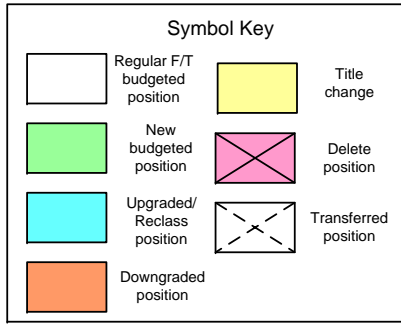 Symbol Key
Regular F/T
budgeted
position
New
budgeted
position
Upgraded/
Reclass
position
Downgraded
position
Title
change
Delete
position
Transferred
position